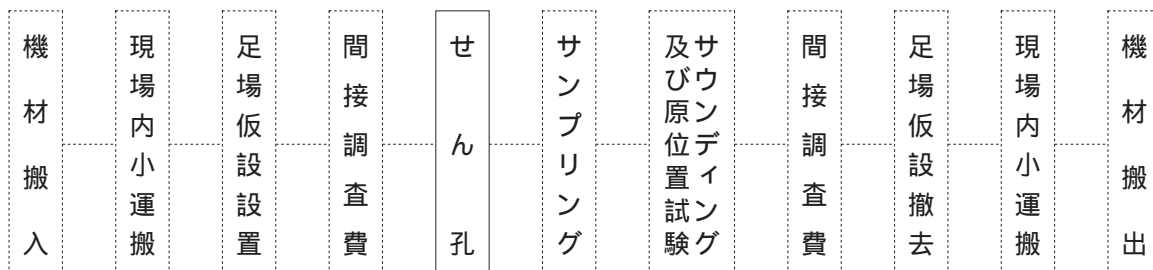 機材搬入
現場内小運搬
足場仮設設置
間接調査費
せん孔
サンプリング
サウンディング
及び原位置試験
間接調査費
足場仮設撤去
現場内小運搬
機材搬出